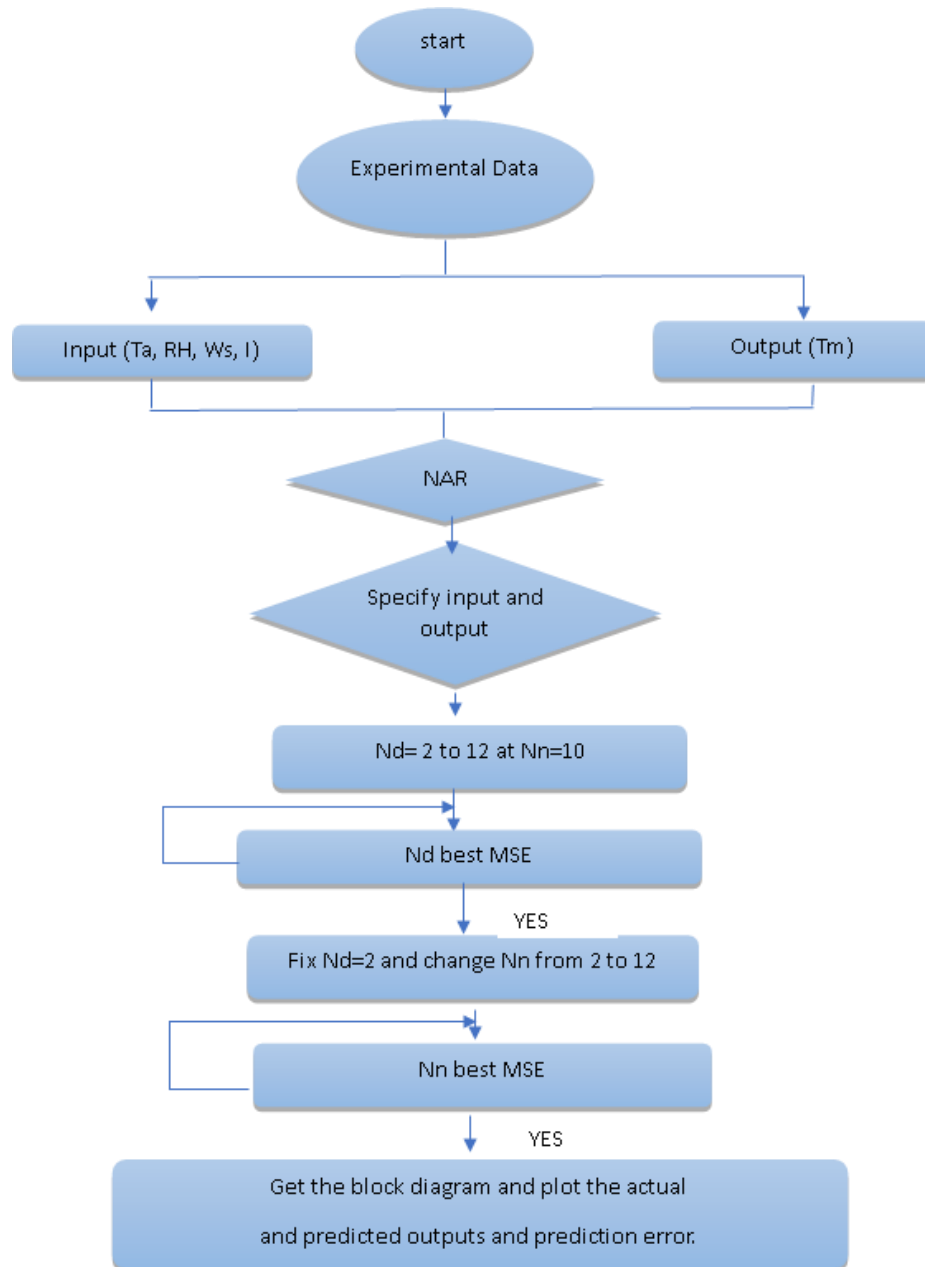 start
Experimental Data
Input (Ta, RH, Ws, I)
Output (Tm)
NAR
Specify input and
output
Nd= 2 to 12 at Nn=10
Nd best MSE
YES
Fix Nd=2 and change Nn from 2 to 12
Nn best MSE
YES
Get the block diagram and plot the actual
and predicted outputs and prediction error.